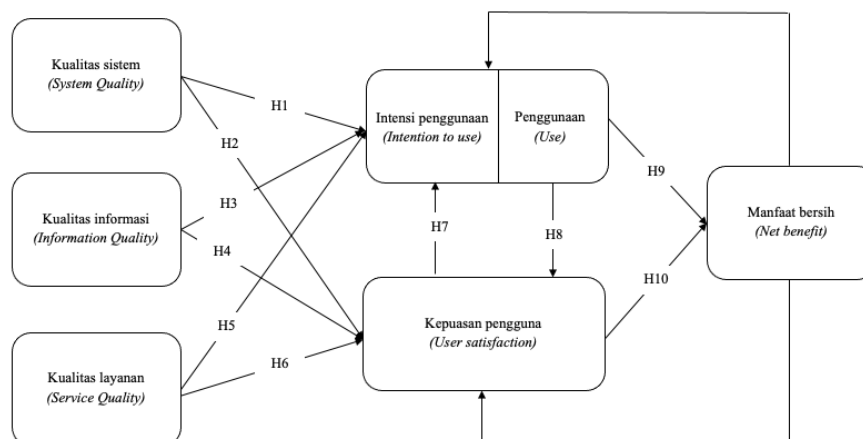 Kualitas sistem
(System Quality)
H1
H2
Intensi penggunaan
(Intention to use)
Penggunaan
(Use)
H9
Kualitas informasi
(Information Quality)
H3
H4
H7
H8
Manfaat bersih
(Net benefit)
H10
H5
H6
Kepuasan pengguna
(User satisfaction)
Kualitas layanan
(Service Quality)